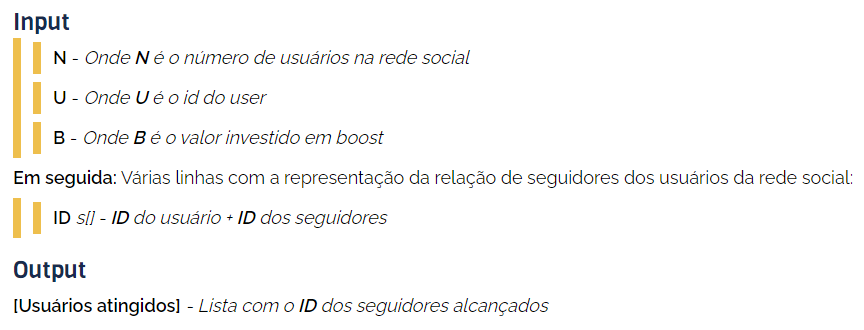 Input
N - Onde N é o número de usuários na rede social
U - Onde U é o id do user
B - Onde B é o valor investido em boost
Em seguida: Várias linhas com a representação da relação de seguidores dos usuários da rede social:
ID s[] - ID do usuário + ID dos seguidores
Output
[Usuários atingidos] - Lista com o ID dos seguidores alcançados